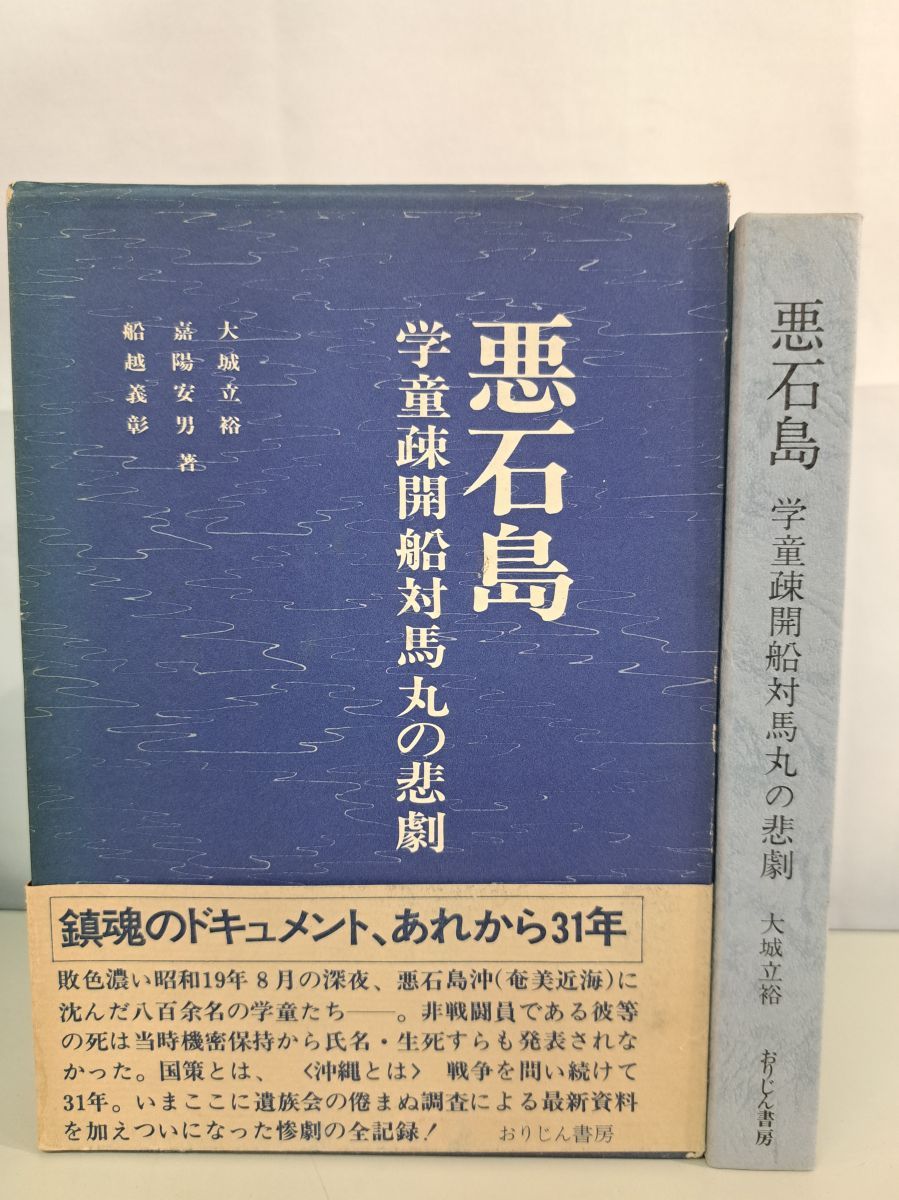 悪石島
学童疎開船対馬丸の悲劇
大城立裕
嘉陽安男 著
船越義彰
鎮魂のドキュメント、あれから31年
敗色濃い昭和19年8月の深夜、悪石島沖(奄美近海)に
沈んだ八百余名の学童たち――。非戦闘員である彼等
の死は当時機密保持から氏名・生死すらも発表されな
かった。国策とは、〈沖縄とは〉 戦争を問い続けて
31年。いまここに遺族会の倦まぬ調査による最新資料
を加えついになった惨劇の全記録!
おりじん書房
悪石島 学童疎開船対馬丸の悲劇 大城立裕 おりじん書房